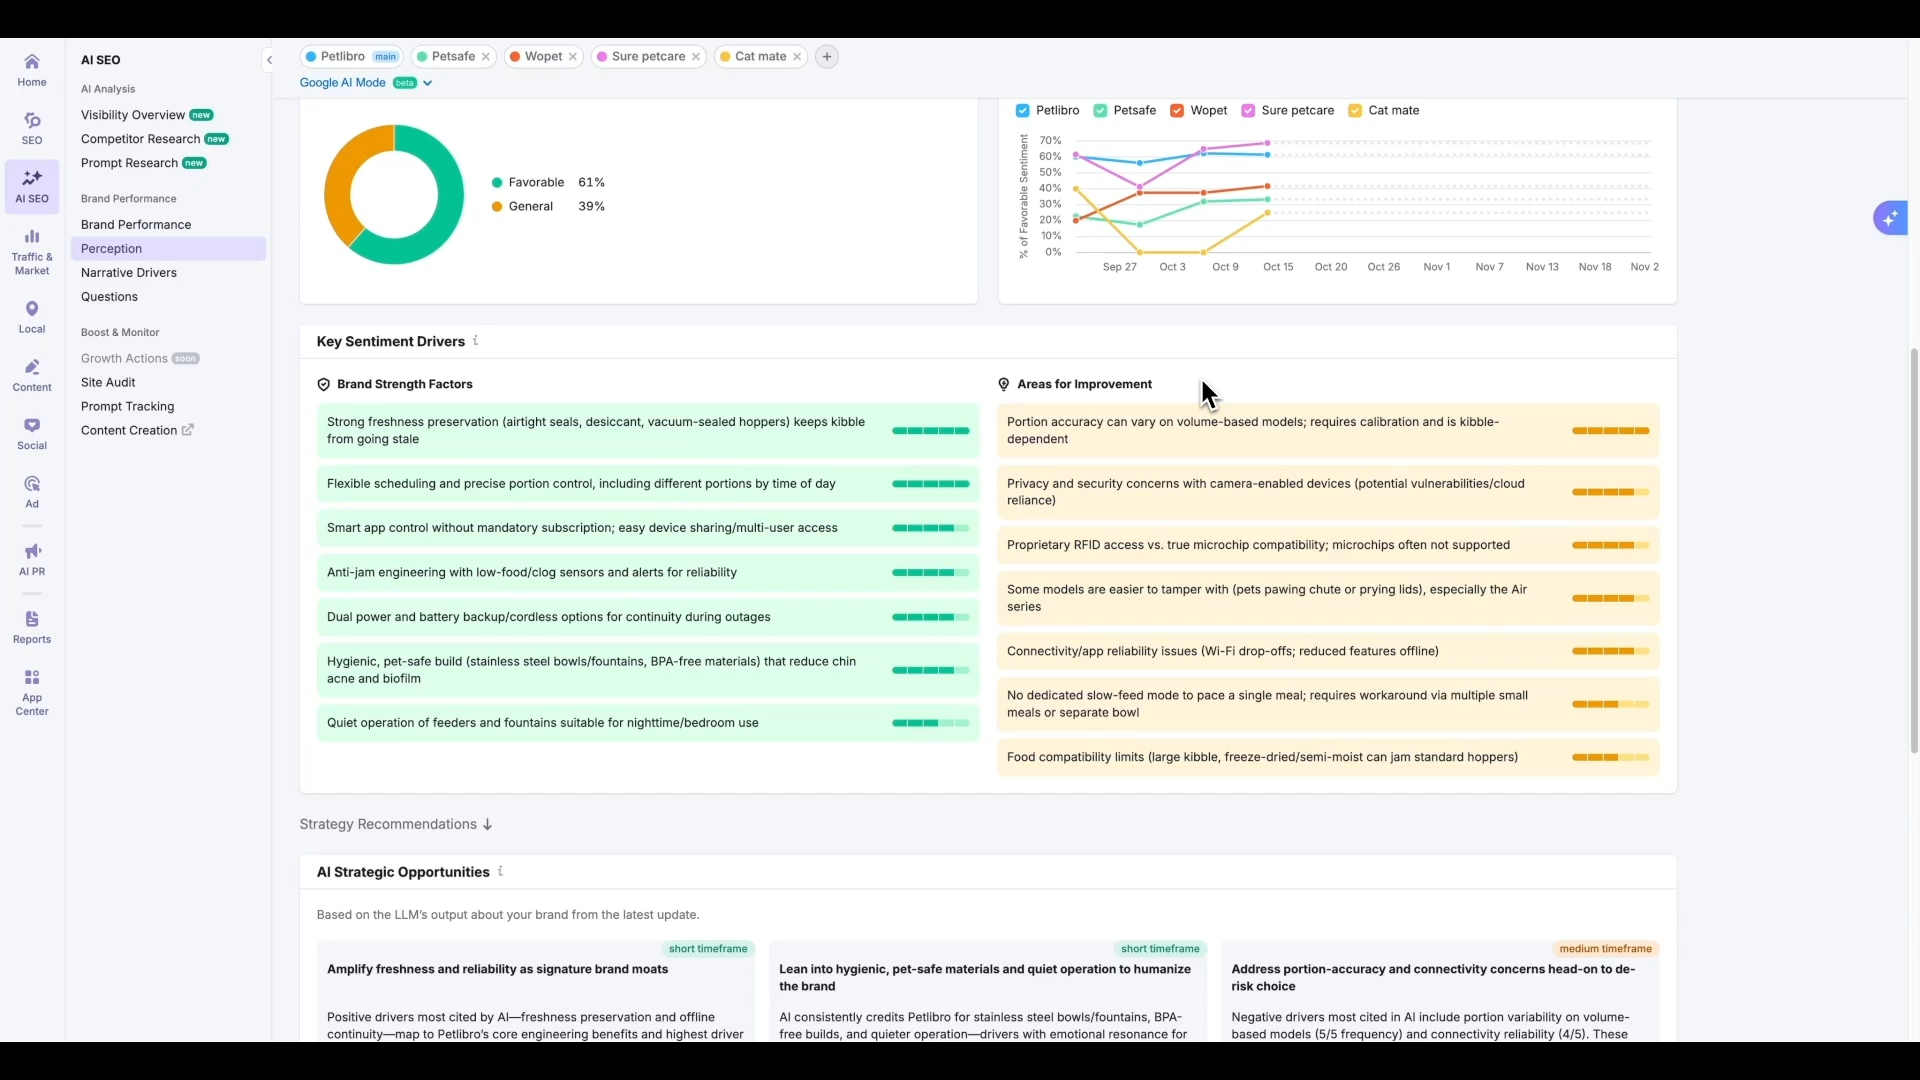 Home
SEO
AI SEO
Traffic &
Market
Local
Content
Social
Ad
AI PR
Reports
App
Center
AI SEO
AI Analysis
Visibility Overview new
Competitor Research new
Prompt Research new
Brand Performance
Brand Performance
Perception
Narrative Drivers
Questions
Boost & Monitor
Growth Actions soon
Site Audit
Prompt Tracking
Content Creation
Petlibro main Petsafe Wopet Sure petcare Cat mate
Google AI Mode beta
Favorable 61%
General 39%
Petlibro Petsafe Wopet Sure petcare Cat mate
% of Favorable Sentiment
70%
60%
50%
40%
30%
20%
10%
0%
Sep 27 Oct 3 Oct 9 Oct 15 Oct 20 Oct 26 Nov 1 Nov 7 Nov 13 Nov 18 Nov 2
Key Sentiment Drivers i
Brand Strength Factors
Strong freshness preservation (airtight seals, desiccant, vacuum-sealed hoppers) keeps kibble
from going stale
Flexible scheduling and precise portion control, including different portions by time of day
Smart app control without mandatory subscription; easy device sharing/multi-user access
Anti-jam engineering with low-food/clog sensors and alerts for reliability
Dual power and battery backup/cordless options for continuity during outages
Hygienic, pet-safe build (stainless steel bowls/fountains, BPA-free materials) that reduce chin
acne and biofilm
Quiet operation of feeders and fountains suitable for nighttime/bedroom use
Areas for Improvement
Portion accuracy can vary on volume-based models; requires calibration and is kibble-
dependent
Privacy and security concerns with camera-enabled devices (potential vulnerabilities/cloud
reliance)
Proprietary RFID access vs. true microchip compatibility; microchips often not supported
Some models are easier to tamper with (pets pawing chute or prying lids), especially the Air
series
Connectivity/app reliability issues (Wi-Fi drop-offs; reduced features offline)
No dedicated slow-feed mode to pace a single meal; requires workaround via multiple small
meals or separate bowl
Food compatibility limits (large kibble, freeze-dried/semi-moist can jam standard hoppers)
Strategy Recommendations ↓
AI Strategic Opportunities i
Based on the LLM's output about your brand from the latest update.
short timeframe
Amplify freshness and reliability as signature brand moats
Positive drivers most cited by AI—freshness preservation and offline
continuity—map to Petlibro's core engineering benefits and highest driver
short timeframe
Lean into hygienic, pet-safe materials and quiet operation to humanize
the brand
AI consistently credits Petlibro for stainless steel bowls/fountains, BPA-
free builds, and quieter operation—drivers with emotional resonance for
medium timeframe
Address portion-accuracy and connectivity concerns head-on to de-
risk choice
Negative drivers most cited in AI include portion variability on volume-
based models (5/5 frequency) and connectivity reliability (4/5). These